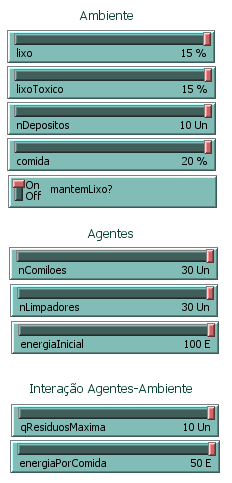 Ambiente
lixo 15 %
lixoToxico 15 %
nDepositos 10 Un
comida 20 %
On
Off
mantemLixo?
Agentes
nComiloes 30 Un
nLimpadores 30 Un
energiaInicial 100 E
Interação Agentes-Ambiente
qResiduosMaxima 10 Un
energiaPorComida 50 E